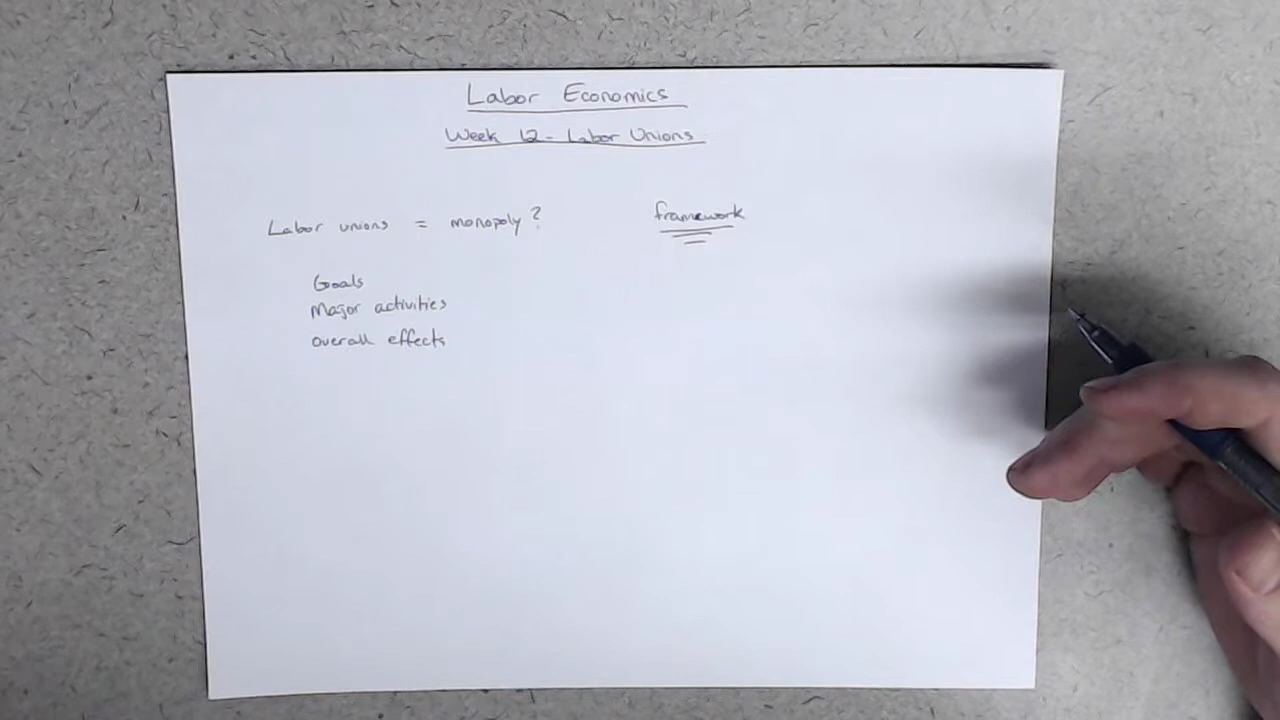 Labor Economics
Week 12 - Labor Unions
Labor unions = monopoly?
framework
Goals
Major activities
overall effects